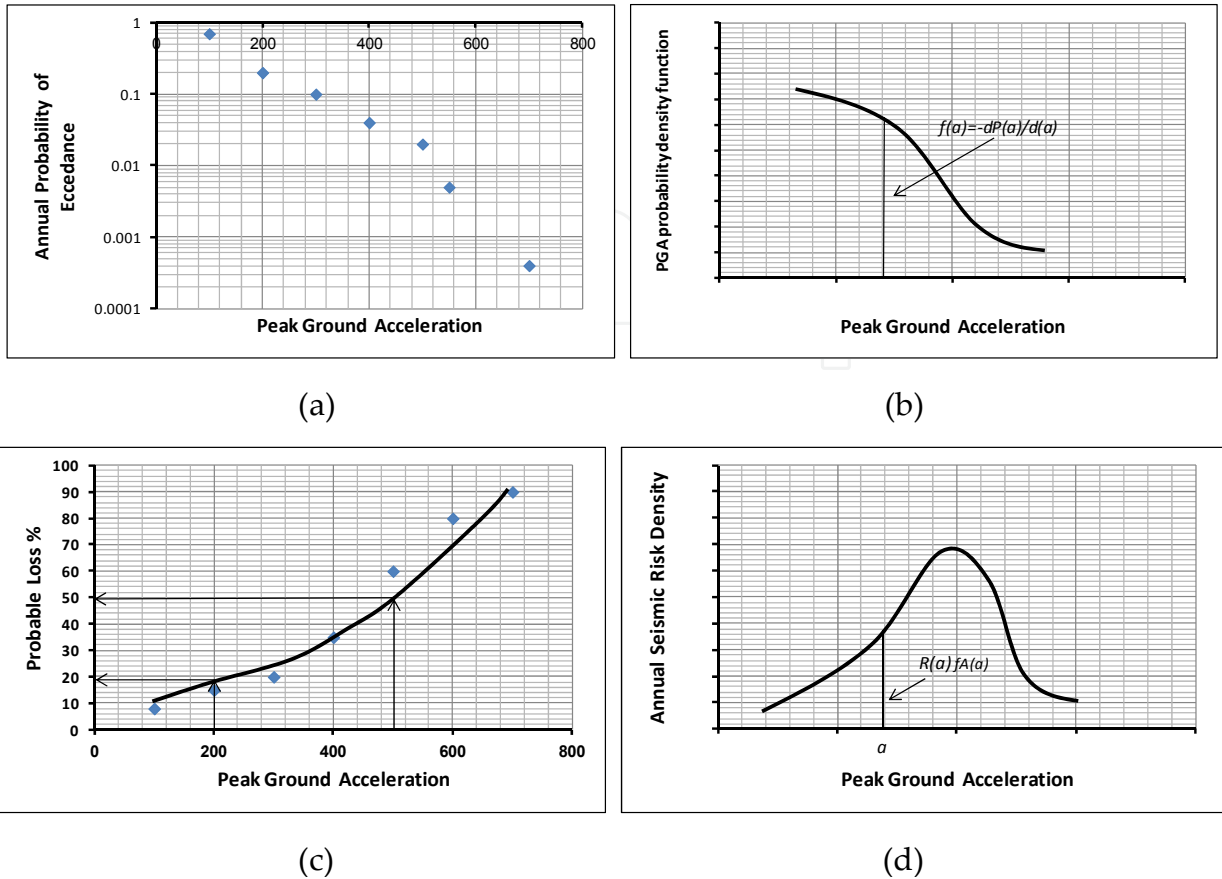 1
0.1
0.01
0.001
0.0001
0
200
400
600
800
Annual Probability of
Eccedance
Peak Ground Acceleration
(a)
PGA probability density function
f(a)=-dP(a)/d(a)
Peak Ground Acceleration
(b)
100
90
80
70
60
50
40
30
20
10
0
0
200
400
600
800
Probable Loss %
Peak Ground Acceleration
(c)
Annual Seismic Risk Density
R(a) fA(a)
a
Peak Ground Acceleration
(d)